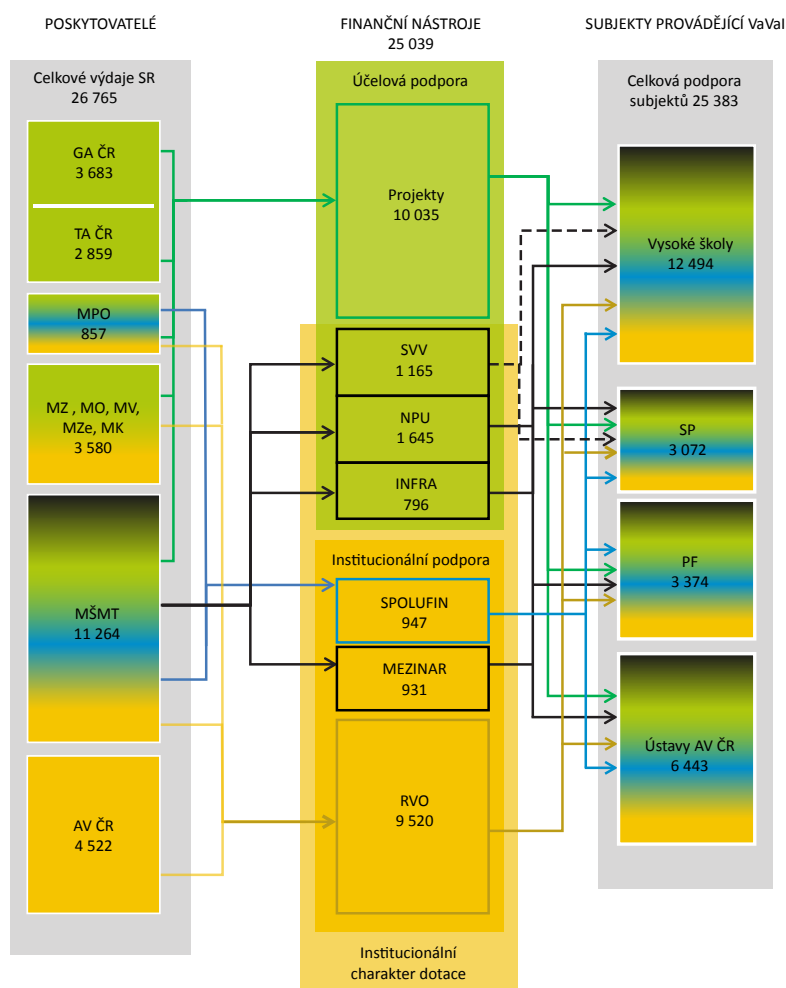 POSKYTOVATELÉ
Celkové výdaje SR
26 765
GA ČR
3 683
TA ČR
2 859
MPO
857
MZ , MO, MV,
MZe, MK
3 580
MŠMT
11 264
AV ČR
4 522
FINANČNÍ NÁSTROJE
25 039
Účelová podpora
Projekty
10 035
SVV
1 165
NPU
1 645
INFRA
796
Institucionální podpora
SPOLUFIN
947
MEZINAR
931
RVO
9 520
Institucionální
charakter dotace
SUBJEKTY PROVÁDĚJÍCÍ VaVaI
Celková podpora
subjektů 25 383
Vysoké školy
12 494
SP
3 072
PF
3 374
Ústavy AV ČR
6 443